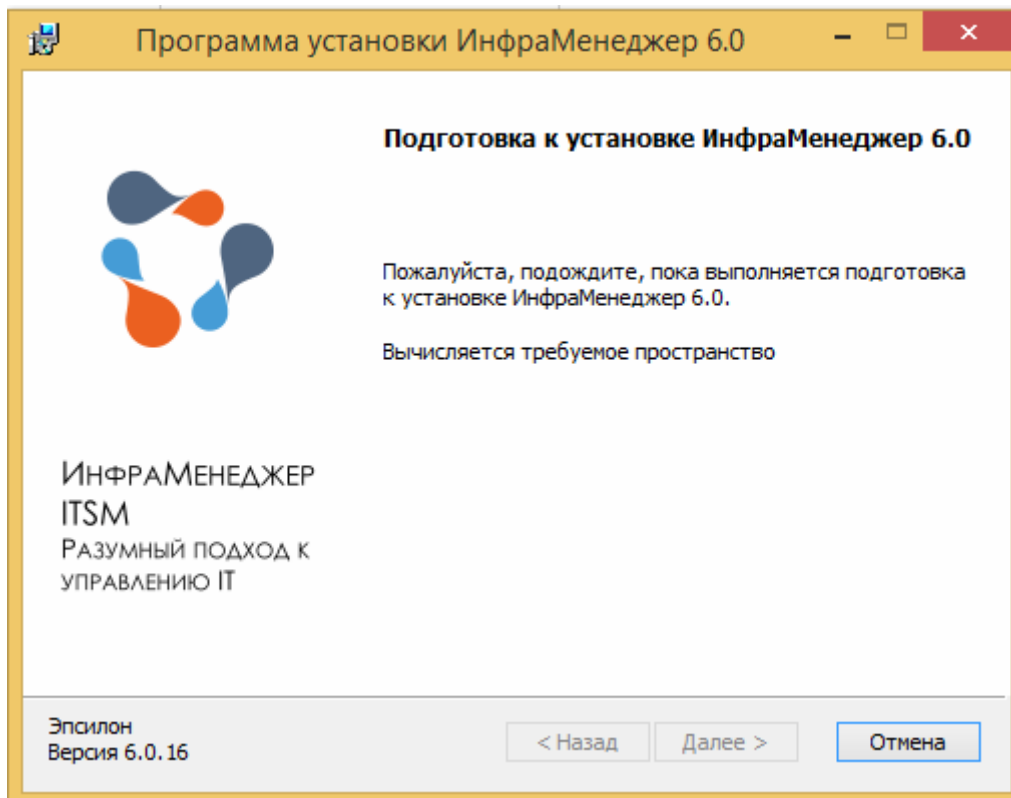 Программа установки ИнфраМенеджер 6.0
Подготовка к установке ИнфраМенеджер 6.0
Пожалуйста, подождите, пока выполняется подготовка
к установке ИнфраМенеджер 6.0.
Вычисляется требуемое пространство
ИнфраМенеджер
ITSM
Разумный подход к
управлению IT
Эпсилон
Версия 6.0.16
< Назад
Далее >
Отмена